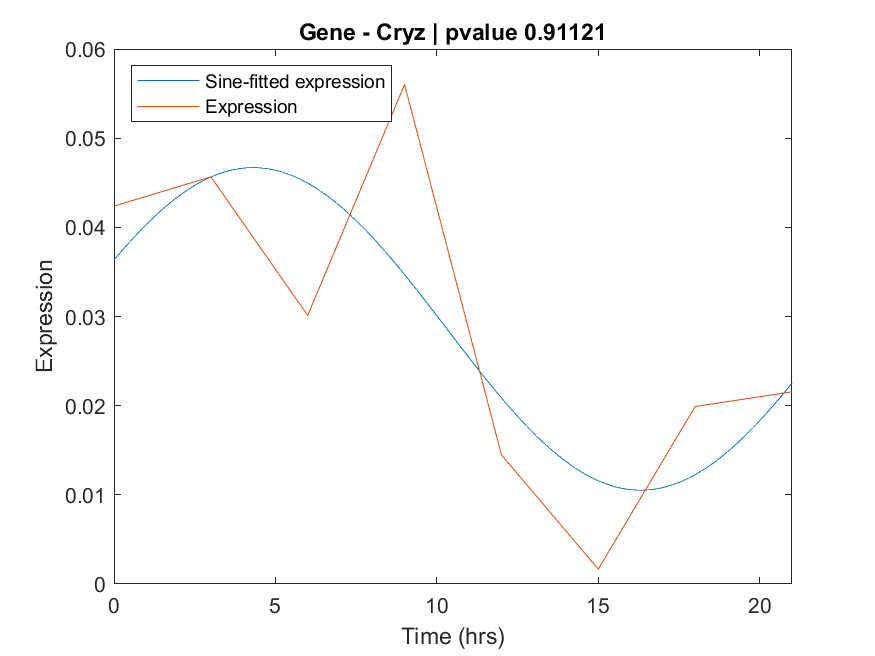 Gene - Cryz | pvalue 0.91121
0.06
Sine-fitted expression
Expression
0.05
0.04
0.03
0.02
0.01
0
Expression
0 5 10 15 20
Time (hrs)